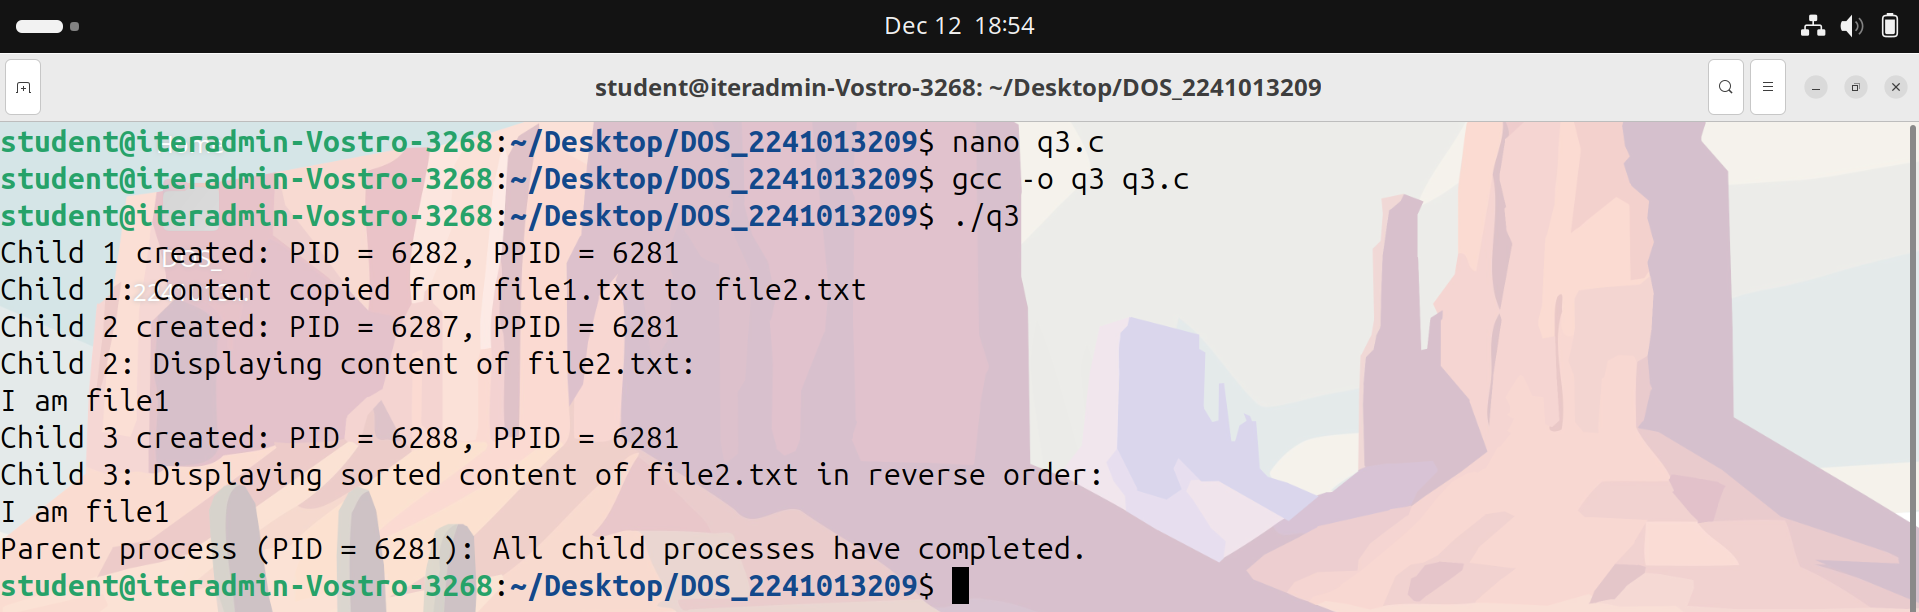 Dec 12 18:54
student@iteradmin-Vostro-3268: ~/Desktop/DOS_2241013209
student@iteradmin-Vostro-3268:~/Desktop/DOS_2241013209$ nano q3.c
student@iteradmin-Vostro-3268:~/Desktop/DOS_2241013209$ gcc -o q3 q3.c
student@iteradmin-Vostro-3268:~/Desktop/DOS_2241013209$ ./q3
Child 1 created: PID = 6282, PPID = 6281
Child 1: Content copied from file1.txt to file2.txt
Child 2 created: PID = 6287, PPID = 6281
Child 2: Displaying content of file2.txt:
I am file1
Child 3 created: PID = 6288, PPID = 6281
Child 3: Displaying sorted content of file2.txt in reverse order:
I am file1
Parent process (PID = 6281): All child processes have completed.
student@iteradmin-Vostro-3268:~/Desktop/DOS_2241013209$